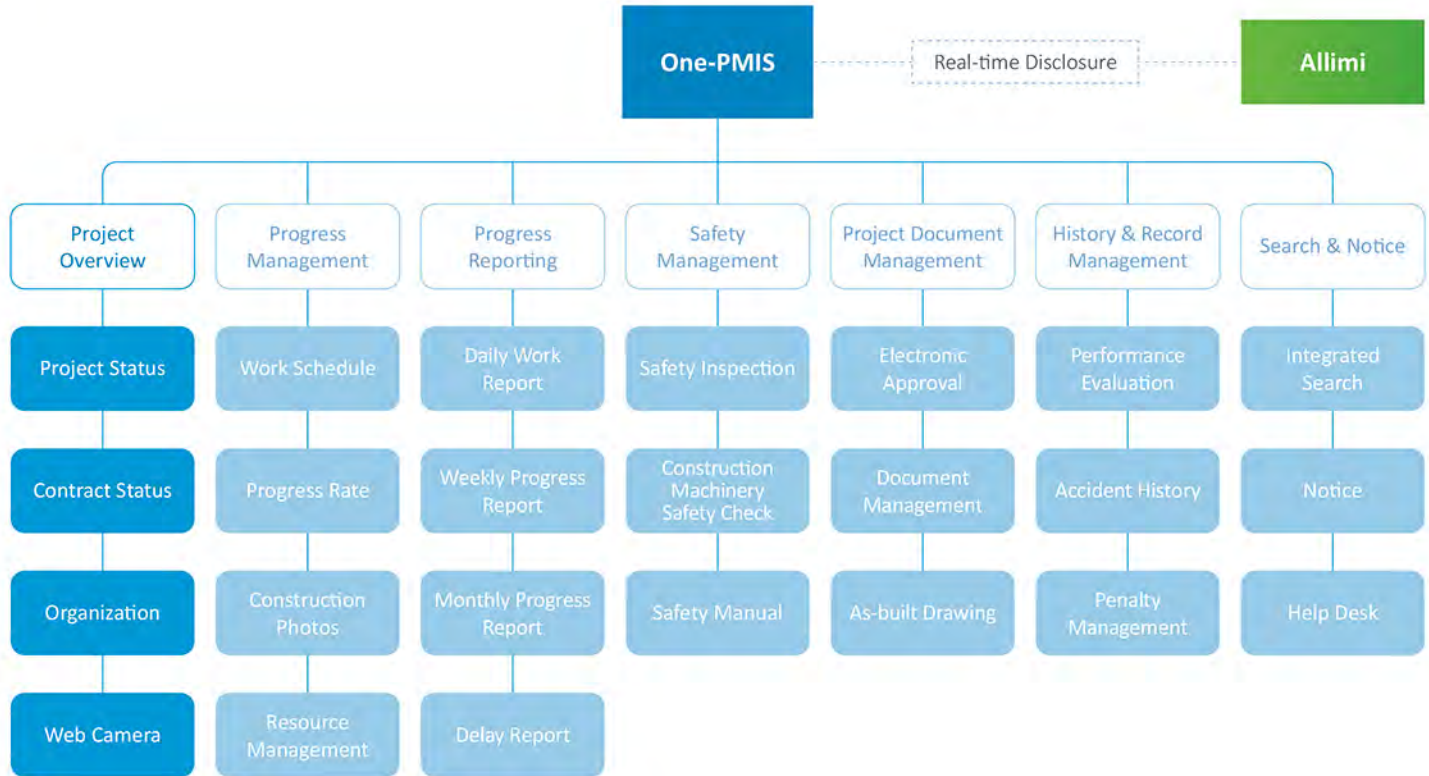 One-PMIS
Real-time Disclosure
Allimi
Project
Overview
Progress
Management
Progress
Reporting
Safety
Management
Project Document
Management
History & Record
Management
Search & Notice
Project Status
Work Schedule
Daily Work
Report
Safety Inspection
Electronic
Approval
Performance
Evaluation
Integrated
Search
Contract Status
Progress Rate
Weekly Progress
Report
Construction
Machinery
Safety Check
Document
Management
Accident History
Notice
Organization
Construction
Photos
Monthly Progress
Report
Safety Manual
As-built Drawing
Penalty
Management
Help Desk
Web Camera
Resource
Management
Delay Report